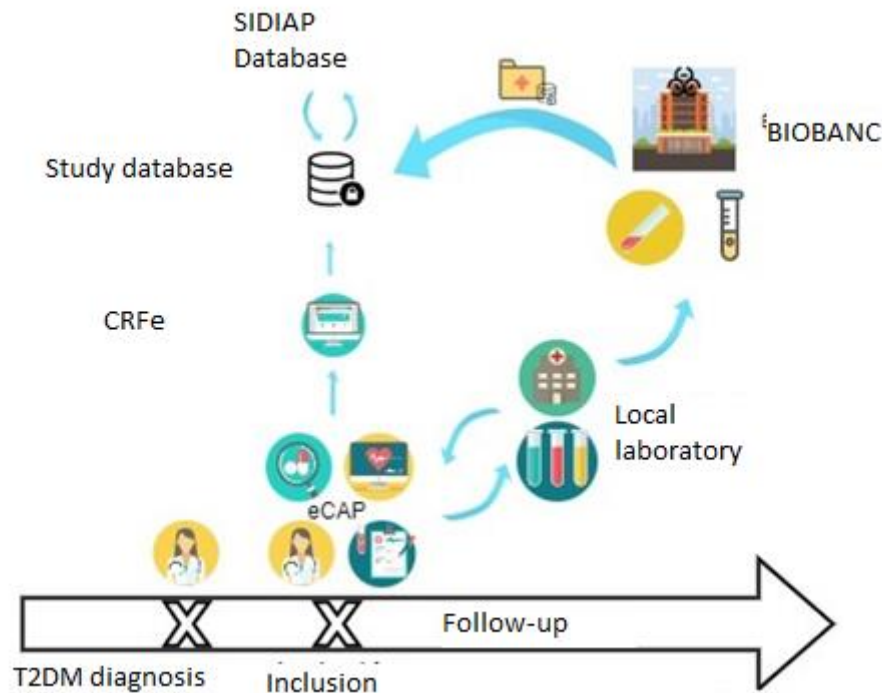 SIDIAP
Database
BIOBANC
Study database
CRFe
Local
laboratory
eCAP
X
X
Follow-up
T2DM diagnosis
Inclusion